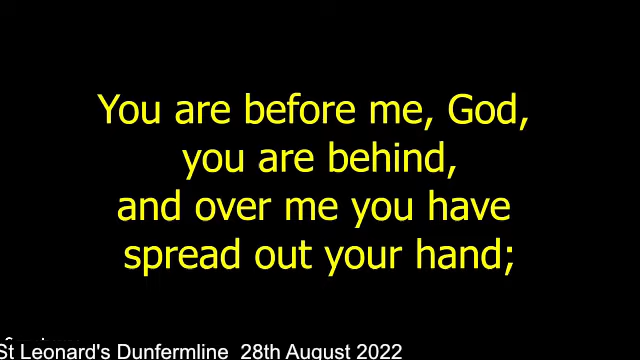 You are before me, God,
you are behind,
and over me you have
spread out your hand;
St Leonard's Dunfermline 28th August 2022